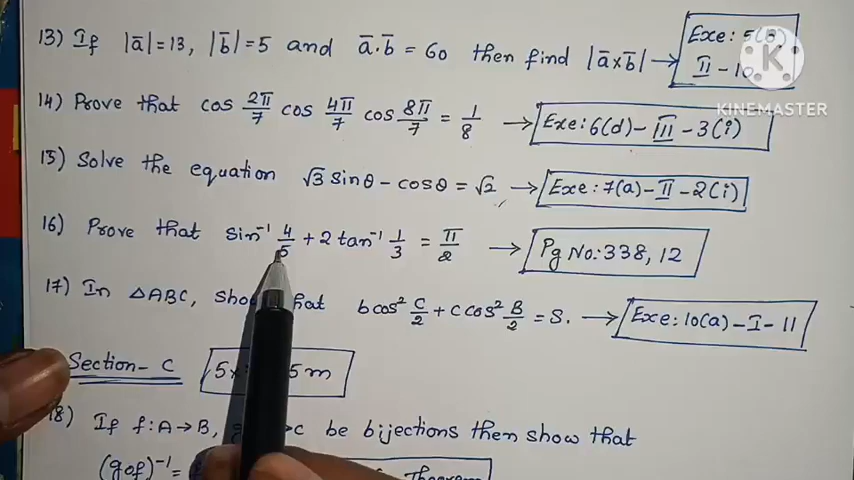 13) If |a̅|=13, |b̅|=5 and a̅.b̅ = 60 then find |a̅×b̅| → Exe: 5(B) II - 10
14) Prove that cos 2π/7 cos 4π/7 cos 8π/7 = 1/8 → Exe: 6(d) - III - 3(i)
15) Solve the equation √3 sinθ - cosθ = √2 → Exe: 7(a) - II - 2(i)
16) Prove that sin⁻¹ 4/5 + 2 tan⁻¹ 1/3 = π/2 → Pg No: 338, 12
17) In △ABC, that b cos² C/2 + c cos² B/2 = S. → Exe: 10(a) - I - 11
Section - C 5m
18) If f: A→B, be bijections then show that
(gof)⁻¹ = Theorem
K
KINEMASTER